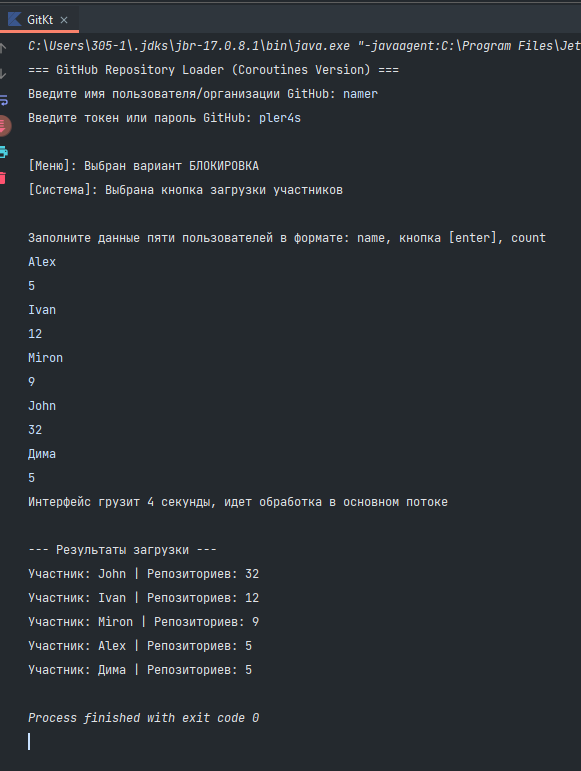 GitKt
C:\Users\305-1\.jdks\jbr-17.0.8.1\bin\java.exe "-javaagent:C:\Program Files\Jet
=== GitHub Repository Loader (Coroutines Version) ===
Введите имя пользователя/организации GitHub: namer
Введите токен или пароль GitHub: pler4s
[Меню]: Выбран вариант БЛОКИРОВКА
[Система]: Выбрана кнопка загрузки участников
Заполните данные пяти пользователей в формате: name, кнопка [enter], count
Alex
5
Ivan
12
Miron
9
John
32
Дима
5
Интерфейс грузит 4 секунды, идет обработка в основном потоке
--- Результаты загрузки ---
Участник: John | Репозиториев: 32
Участник: Ivan | Репозиториев: 12
Участник: Miron | Репозиториев: 9
Участник: Alex | Репозиториев: 5
Участник: Дима | Репозиториев: 5
Process finished with exit code 0